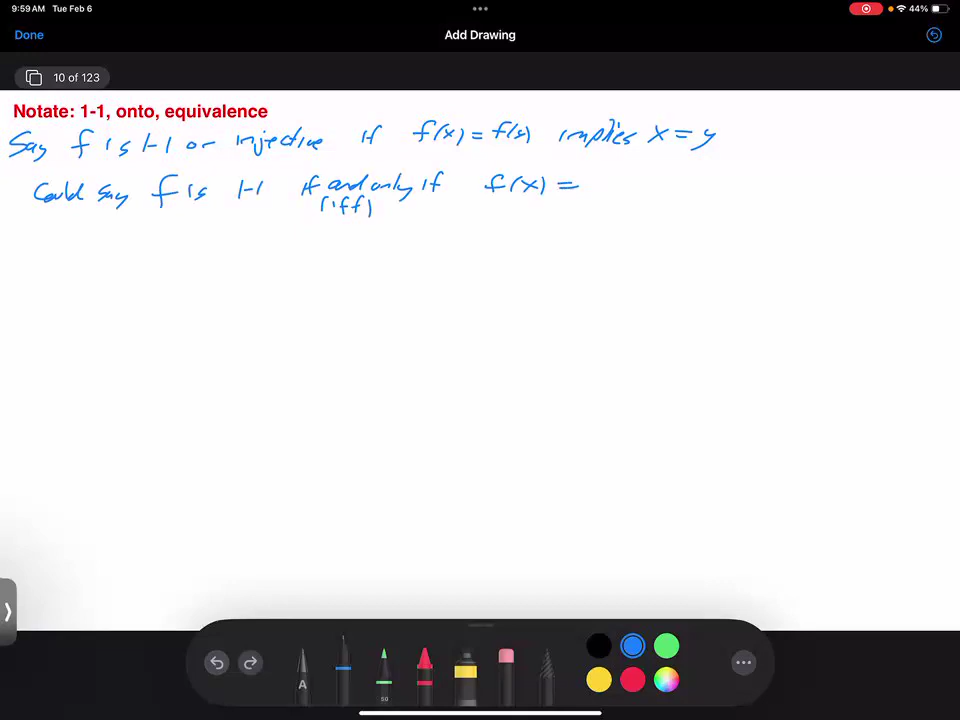 9:59 AM Tue Feb 6
44%
Done
Add Drawing
10 of 123
Notate: 1-1, onto, equivalence
Say f is 1-1 or injective if f(x) = f(y) implies x = y
Could say f is 1-1 if and only if f(x) =
(iff)
A
50